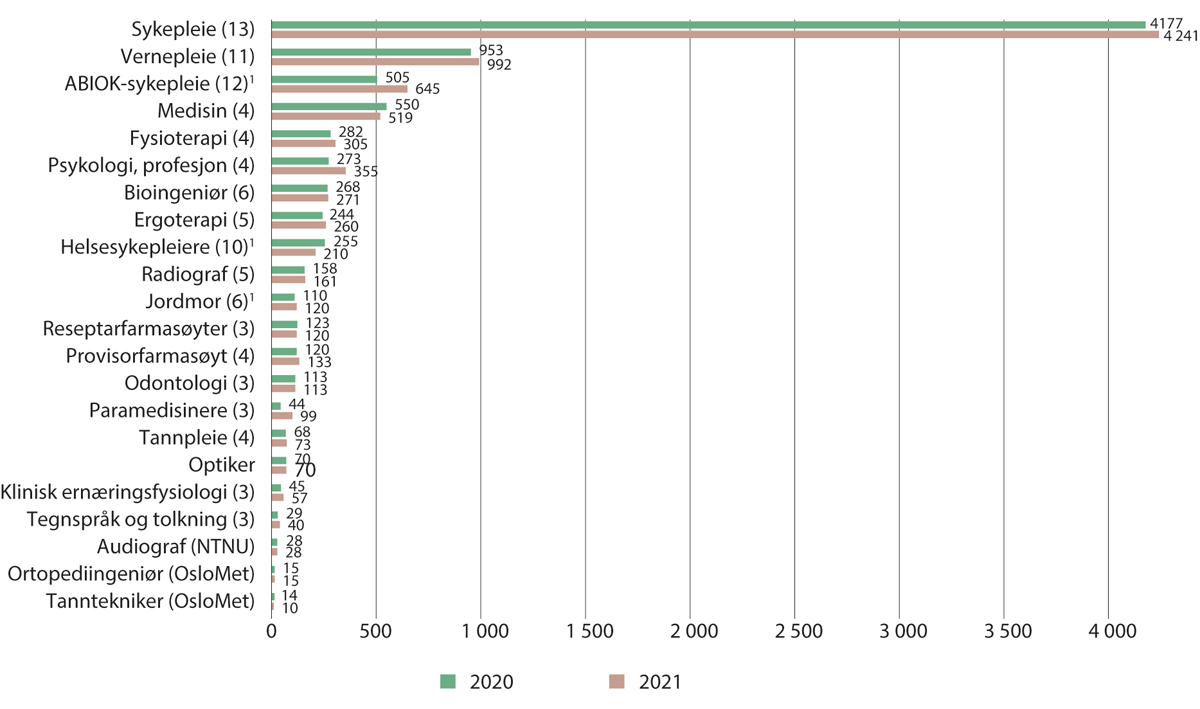 Sykepleie (13) 4177
4 241
Vernepleie (11) 953
992
ABIOK-sykepleie (12)¹ 505
645
Medisin (4) 550
519
Fysioterapi (4) 282
305
Psykologi, profesjon (4) 273
355
Bioingeniør (6) 268
271
Ergoterapi (5) 244
260
Helsesykepleiere (10)¹ 255
210
Radiograf (5) 158
161
Jordmor (6)¹ 110
120
Reseptarfarmasøyter (3) 123
120
Provisorfarmasøyt (4) 120
133
Odontologi (3) 113
113
Paramedisinere (3) 44
99
Tannpleie (4) 68
73
Optiker 70
70
Klinisk ernæringsfysiologi (3) 45
57
Tegnspråk og tolkning (3) 29
40
Audiograf (NTNU) 28
28
Ortopediingeniør (OsloMet) 15
15
Tanntekniker (OsloMet) 14
10
0 500 1 000 1 500 2 000 2 500 3 000 3 500 4 000
2020 2021